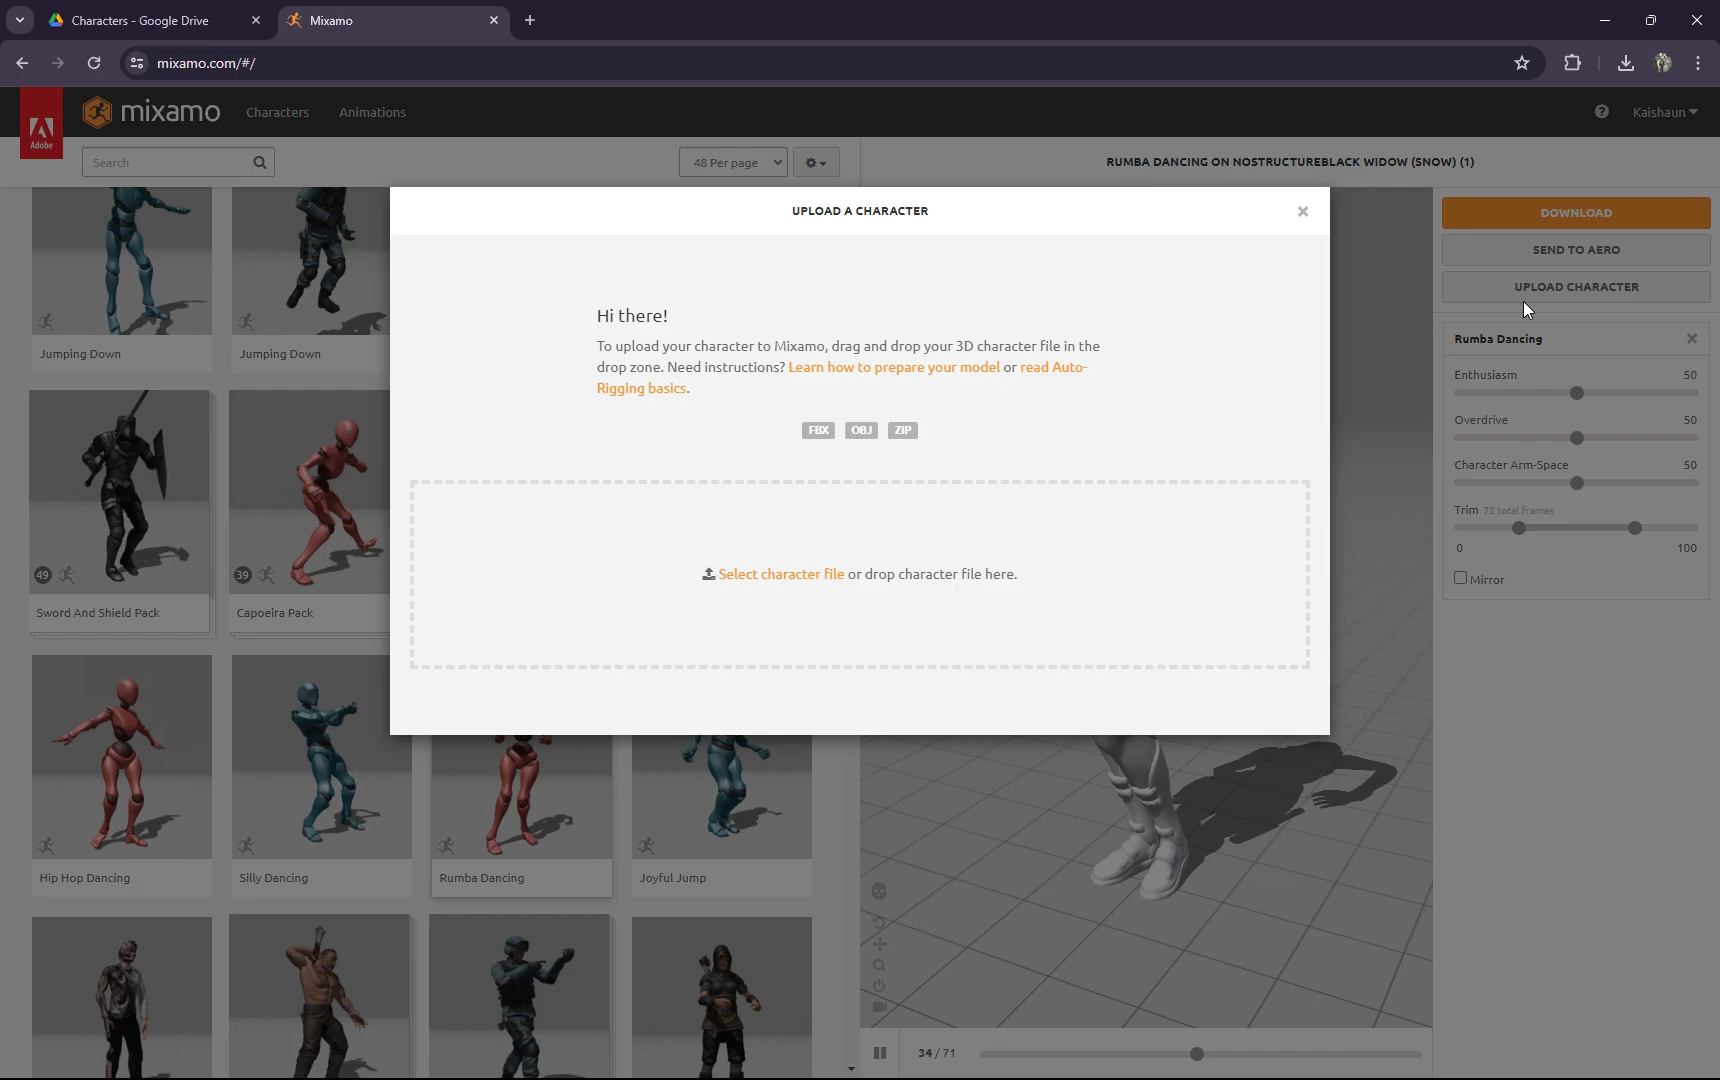 Characters - Google Drive
Mixamo
mixamo.com/#/
Adobe
mixamo
Characters
Animations
Kaishaun
Search
48 Per page
RUMBA DANCING ON NOSTRUCTUREBLACK WIDOW (SNOW) (1)
UPLOAD A CHARACTER
Hi there!
To upload your character to Mixamo, drag and drop your 3D character file in the
drop zone. Need instructions? Learn how to prepare your model or read Auto-
Rigging basics.
FBX OBJ ZIP
Select character file or drop character file here.
DOWNLOAD
SEND TO AERO
UPLOAD CHARACTER
Rumba Dancing
Enthusiasm 50
Overdrive 50
Character Arm-Space 50
Trim 72 total frames
0 100
Mirror
Jumping Down
Jumping Down
49
Sword And Shield Pack
39
Capoeira Pack
Hip Hop Dancing
Silly Dancing
Rumba Dancing
Joyful Jump
34 / 71